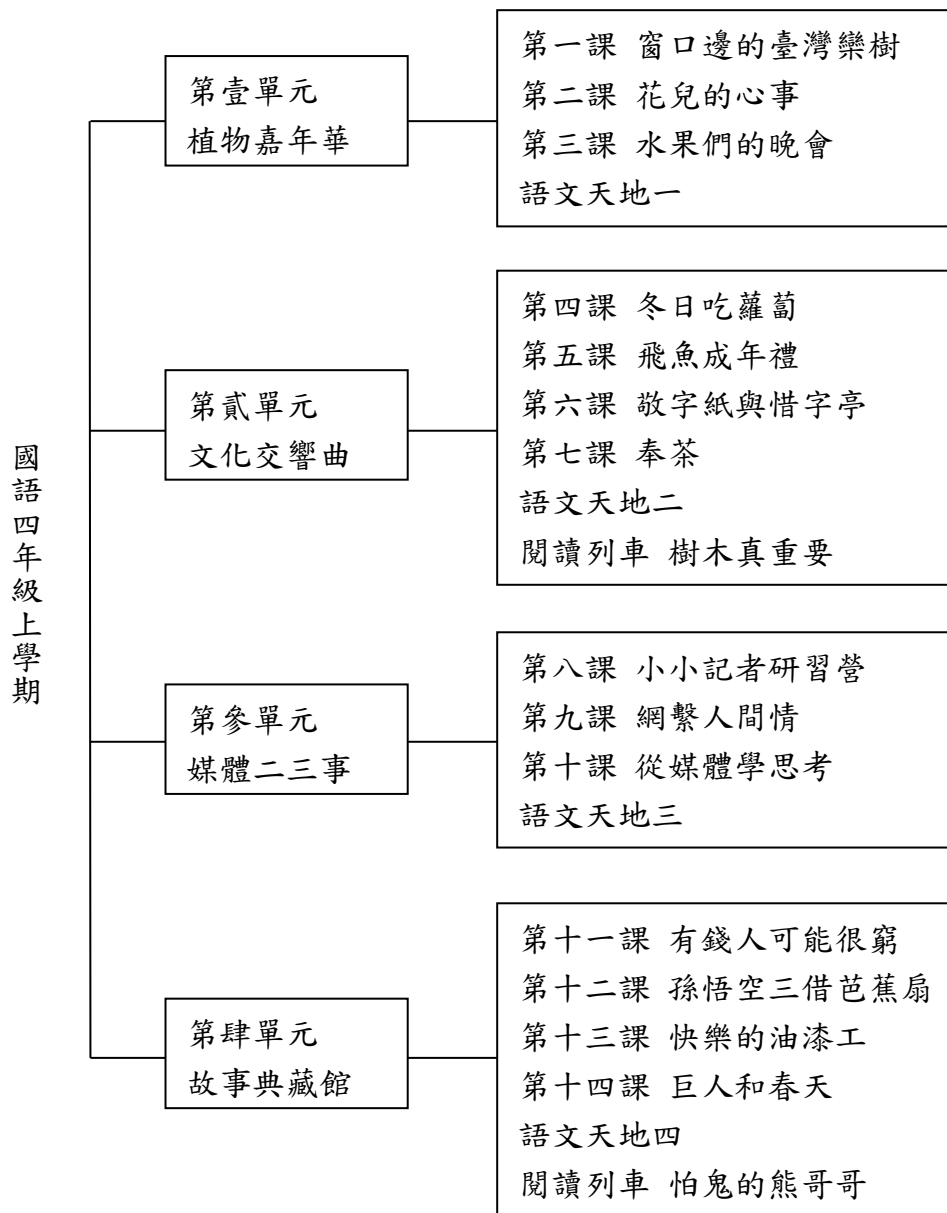 國語四年級上學期
第壹單元
植物嘉年華
第一課 窗口邊的臺灣欒樹
第二課 花兒的心事
第三課 水果們的晚會
語文天地一
第貳單元
文化交響曲
第四課 冬日吃蘿蔔
第五課 飛魚成年禮
第六課 敬字紙與惜字亭
第七課 奉茶
語文天地二
閱讀列車 樹木真重要
第參單元
媒體二三事
第八課 小小記者研習營
第九課 網繫人間情
第十課 從媒體學思考
語文天地三
第肆單元
故事典藏館
第十一課 有錢人可能很窮
第十二課 孫悟空三借芭蕉扇
第十三課 快樂的油漆工
第十四課 巨人和春天
語文天地四
閱讀列車 怕鬼的熊哥哥